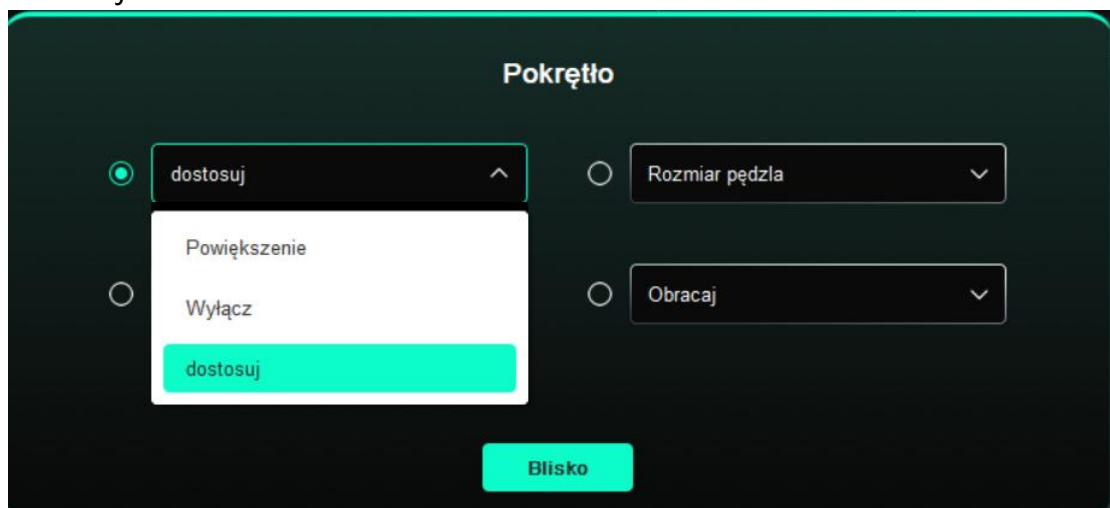 Pokrętło
dostosuj
Rozmiar pędzla
Powiększenie
Wyłącz
Obracaj
dostosuj
Blisko